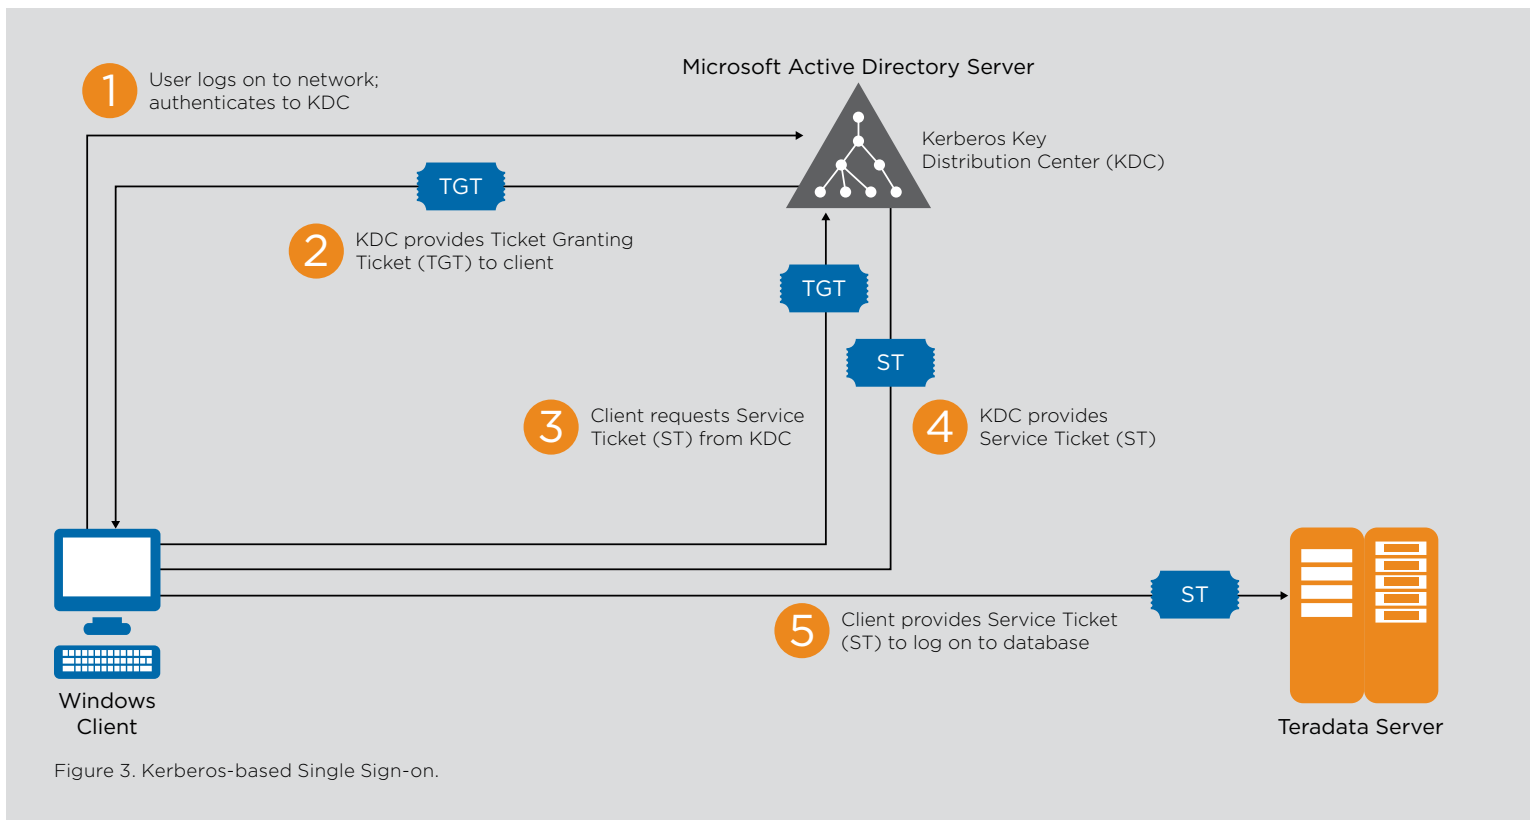 1
User logs on to network;
authenticates to KDC
Microsoft Active Directory Server
Kerberos Key
Distribution Center (KDC)
TGT
2
KDC provides Ticket Granting
Ticket (TGT) to client
TGT
ST
3
Client requests Service
Ticket (ST) from KDC
4
KDC provides
Service Ticket (ST)
ST
5
Client provides Service Ticket
(ST) to log on to database
Windows
Client
Teradata Server
Figure 3. Kerberos-based Single Sign-on.